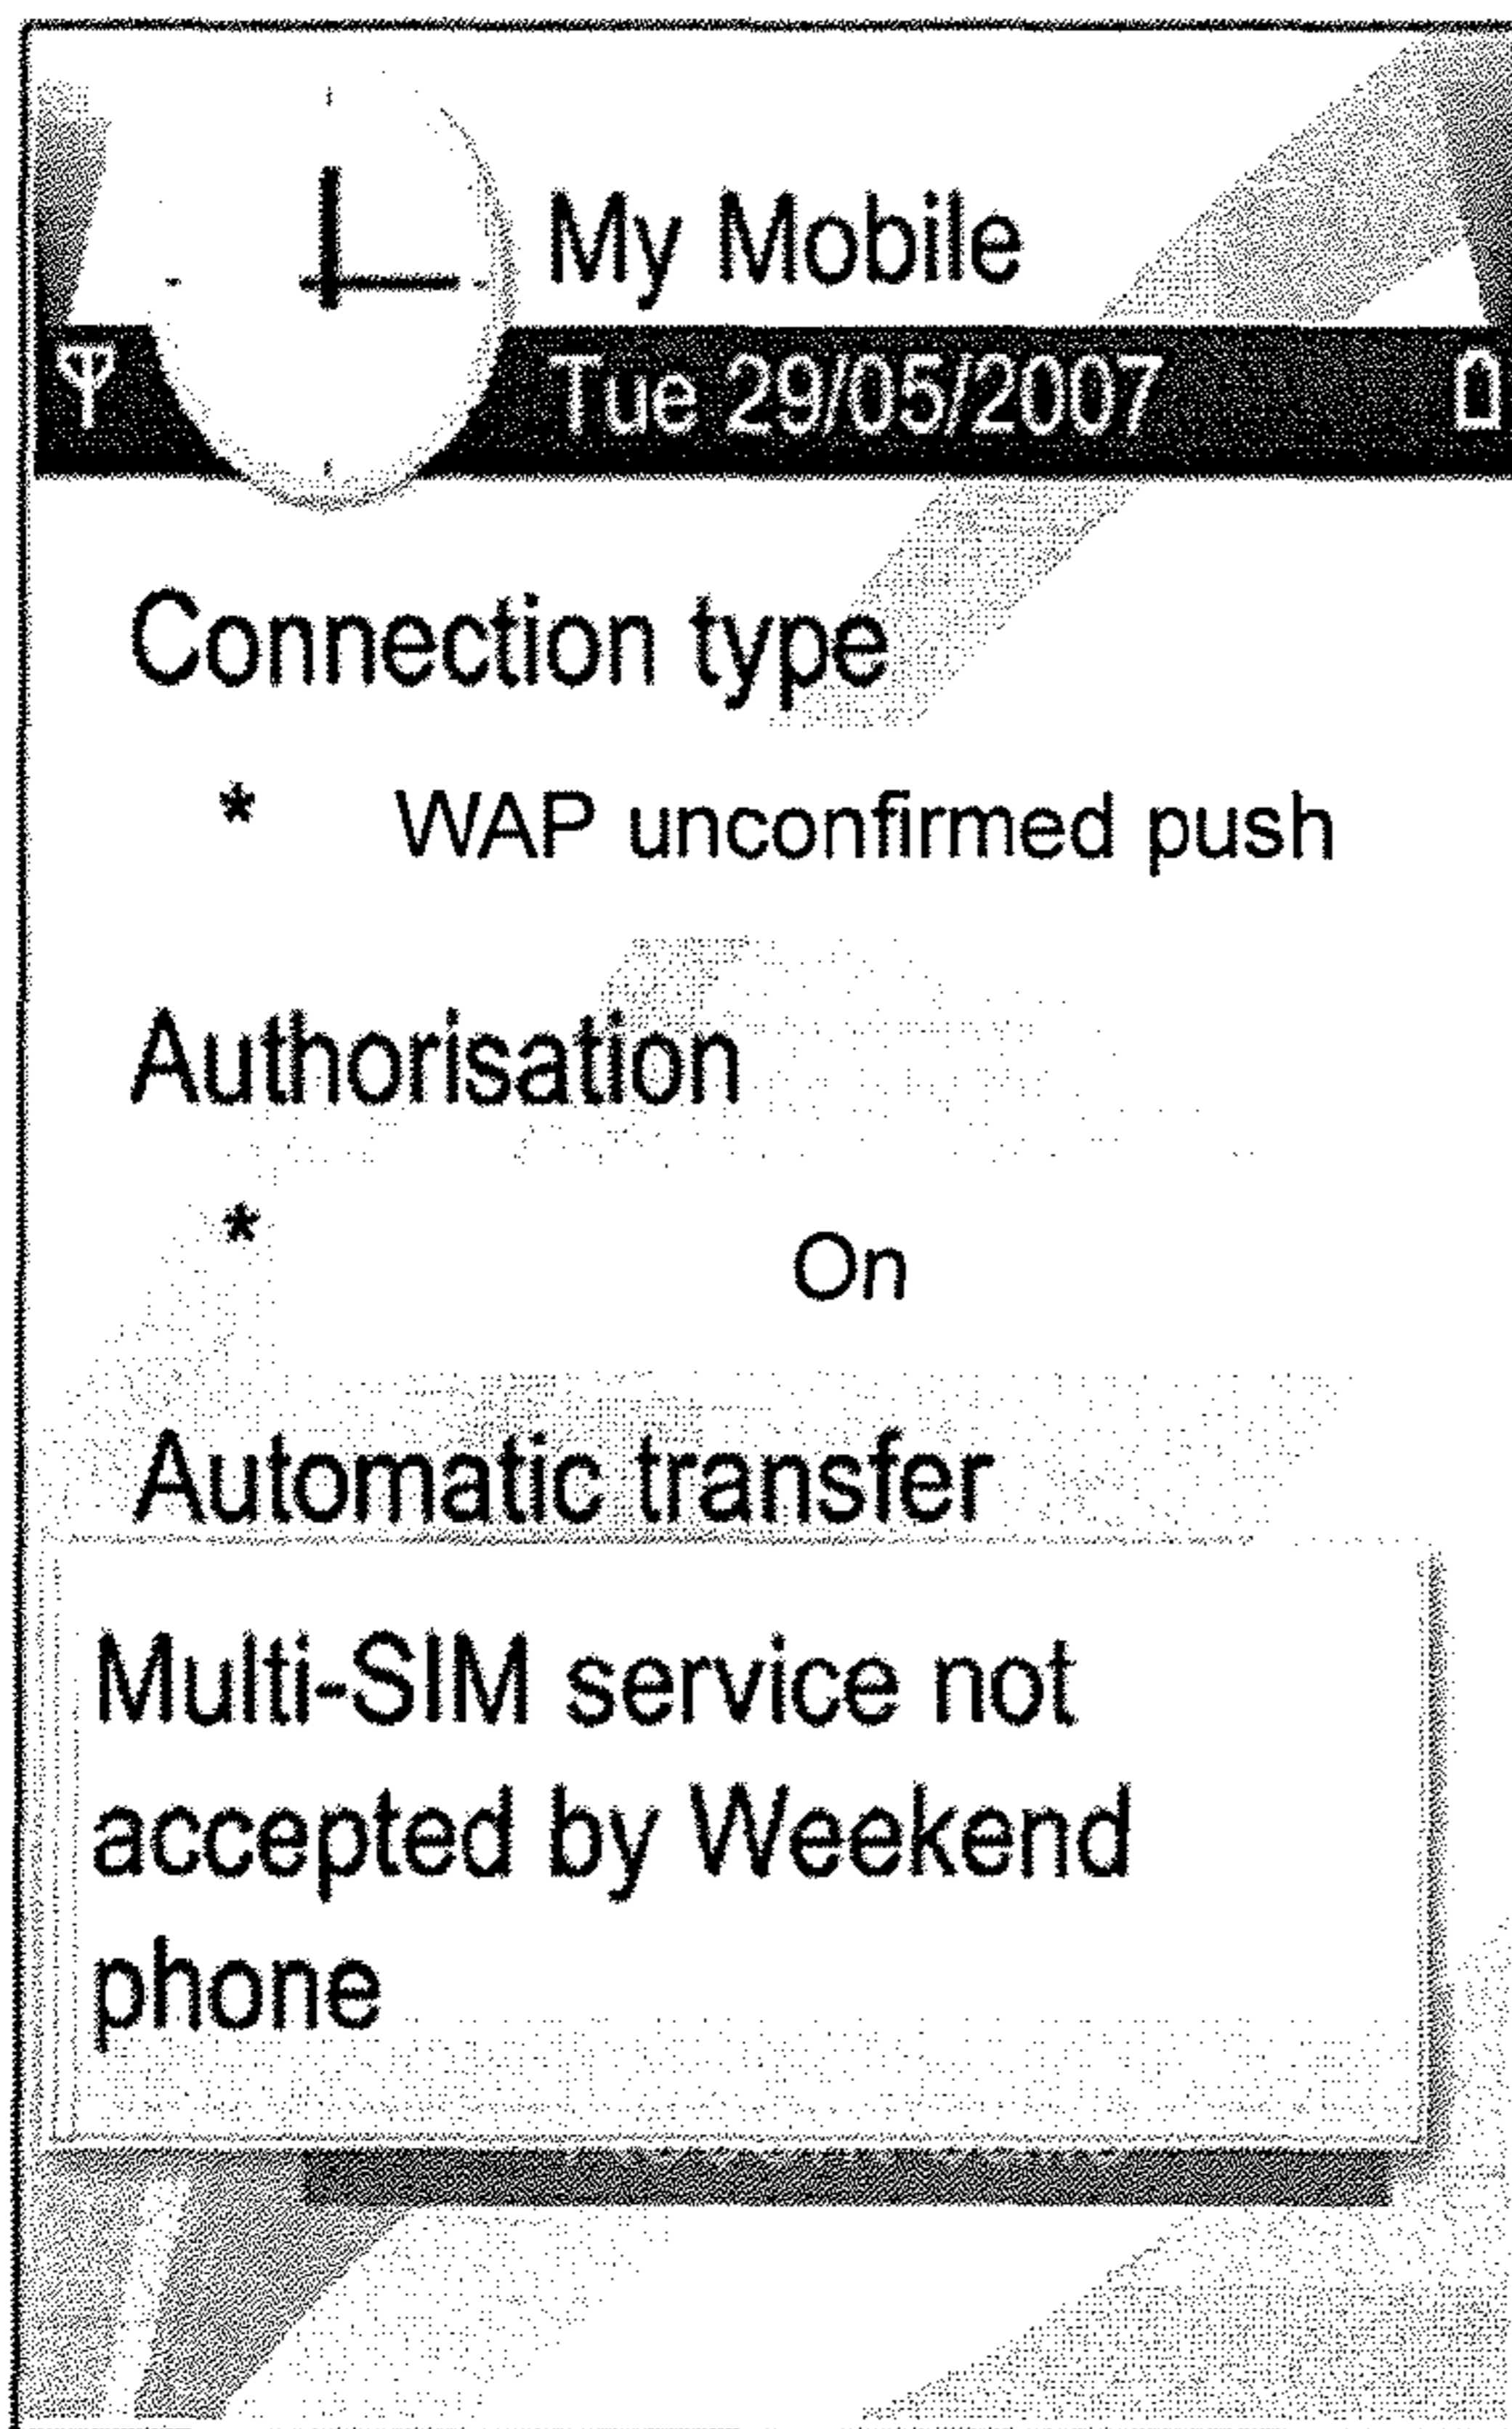 My Mobile
Tue 29/05/2007
Connection type
* WAP unconfirmed push
Authorisation
* On
Automatic transfer
Multi-SIM service not
accepted by Weekend
phone